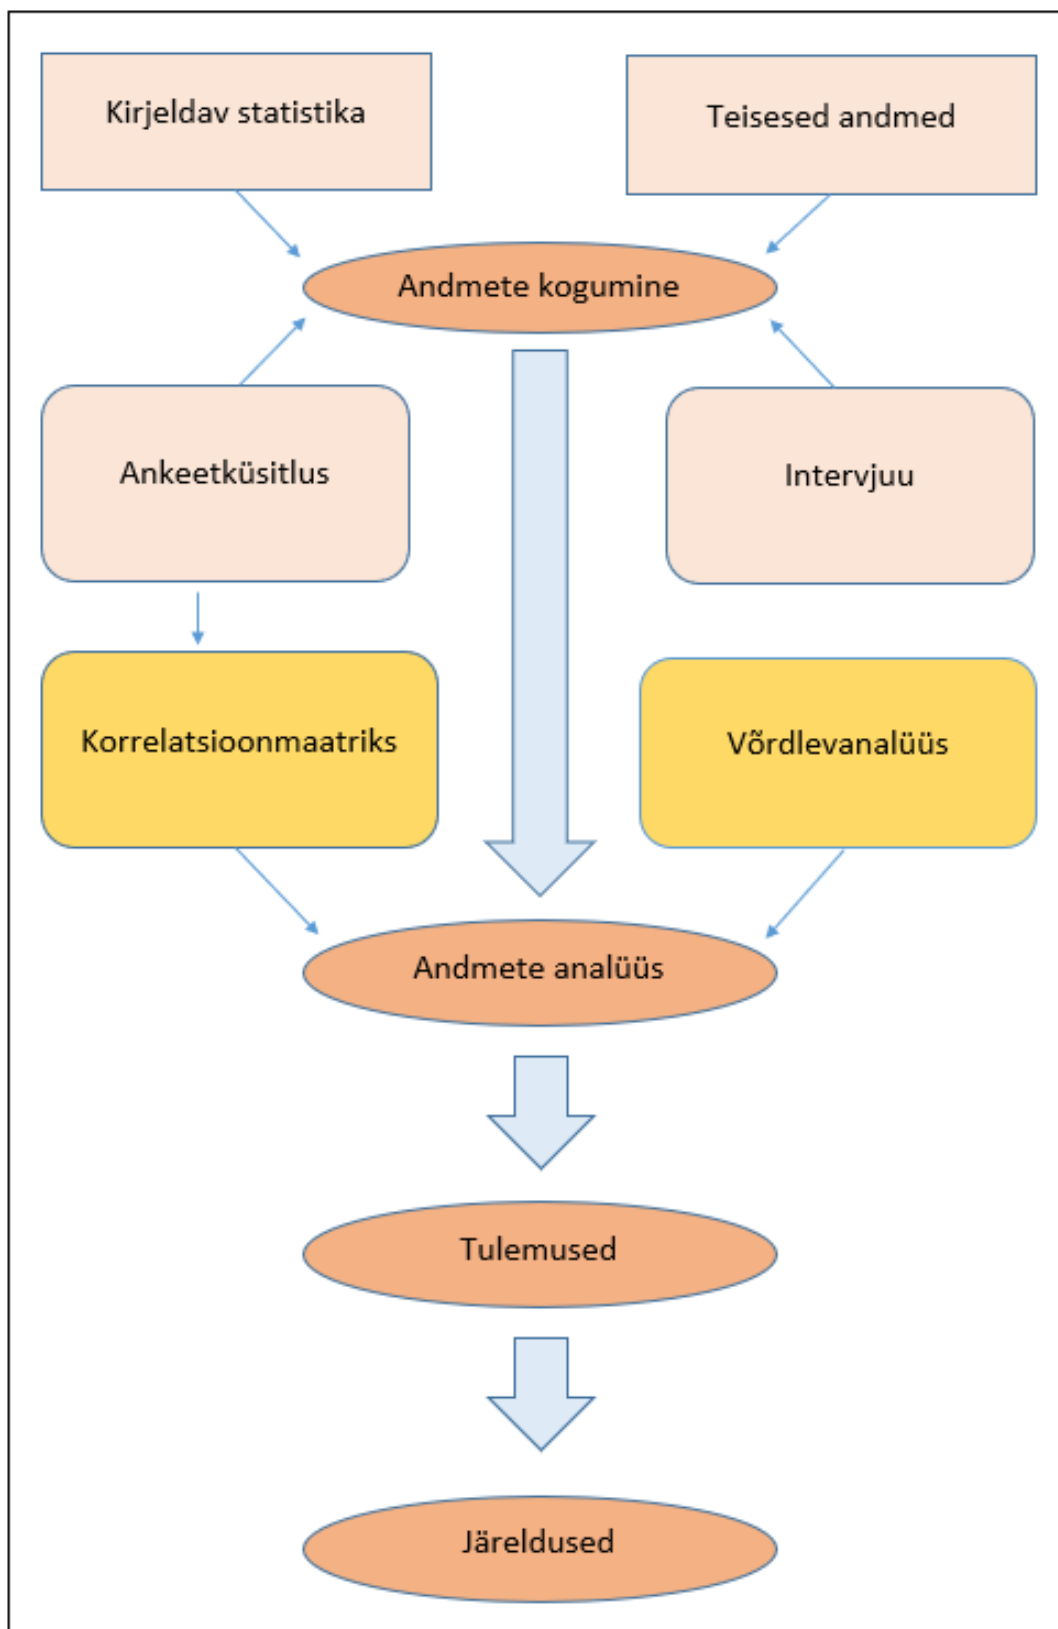 Kirjeldav statistika
Teisesed andmed
Andmete kogumine
Ankeetküsitlus
Intervjuu
Korrelatsioonmaatriks
Võrdlevanalüüs
Andmete analüüs
Tulemused
Järeldused